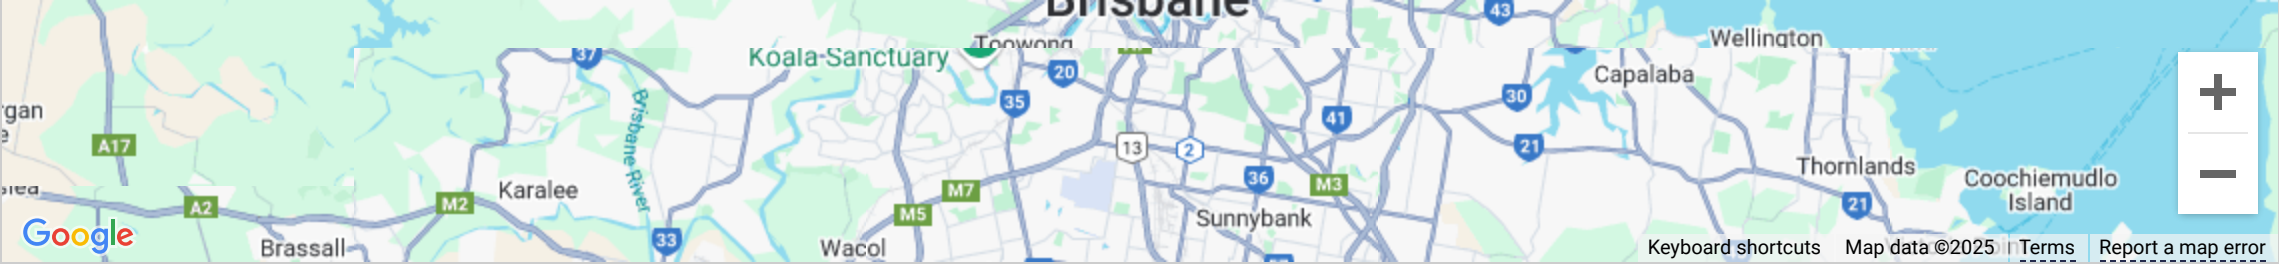 Brisbane
43
Toowong
Wellington
37
Koala Sanctuary
20
Capalaba
Brisbane River
35
30
41
A17
13
2
21
Thornlands
36
M3
Coochiemudlo
Island
M7
Karalee
M2
A2
M5
Sunnybank
21
Google
Brassall
33
Wacol
Keyboard shortcuts
Map data ©2025
Terms
Report a map error